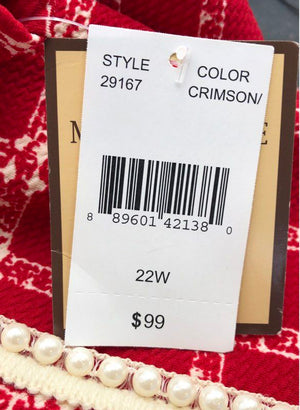 STYLE
29167
COLOR
CRIMSON/
8 89601 42138 0
22W
$99